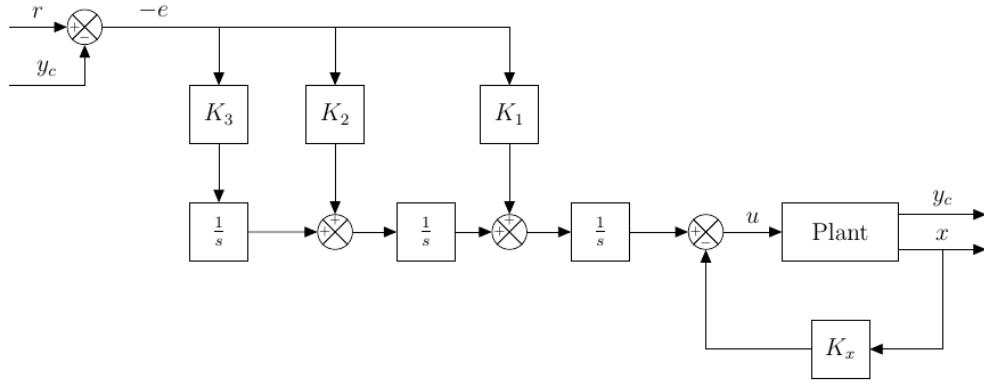 r
−e
+
−
y_c
K_3
K_2
K_1
+
+
1/s
+
+
1/s
+
+
1/s
+
−
u
Plant
y_c
x
K_x